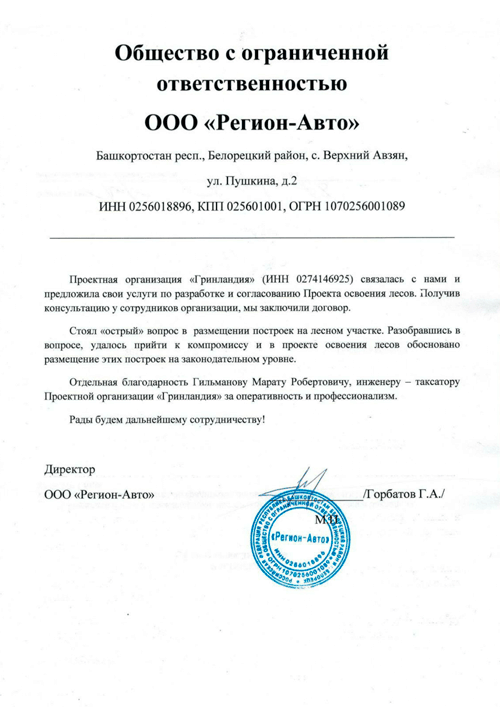 Общество с ограниченной
ответственностью
ООО «Регион-Авто»
Башкортостан респ., Белорецкий район, с. Верхний Авзян,
ул. Пушкина, д.2
ИНН 0256018896, КПП 025601001, ОГРН 1070256001089
Проектная организация «Гринландия» (ИНН 0274146925) связалась с нами и
предложила свои услуги по разработке и согласованию Проекта освоения лесов. Получив
консультацию у сотрудников организации, мы заключили договор.
Стоял «острый» вопрос в размещении построек на лесном участке. Разобравшись в
вопросе, удалось прийти к компромиссу и в проекте освоения лесов обосновано
размещение этих построек на законодательном уровне.
Отдельная благодарность Гильманову Марату Робертовичу, инженеру – таксатору
Проектной организации «Гринландия» за оперативность и профессионализм.
Рады будем дальнейшему сотрудничеству!
Директор
ООО «Регион-Авто» /Горбатов Г.А./
«Регион-Авто»
ИНН 0256018896
ОГРН 1070256001089